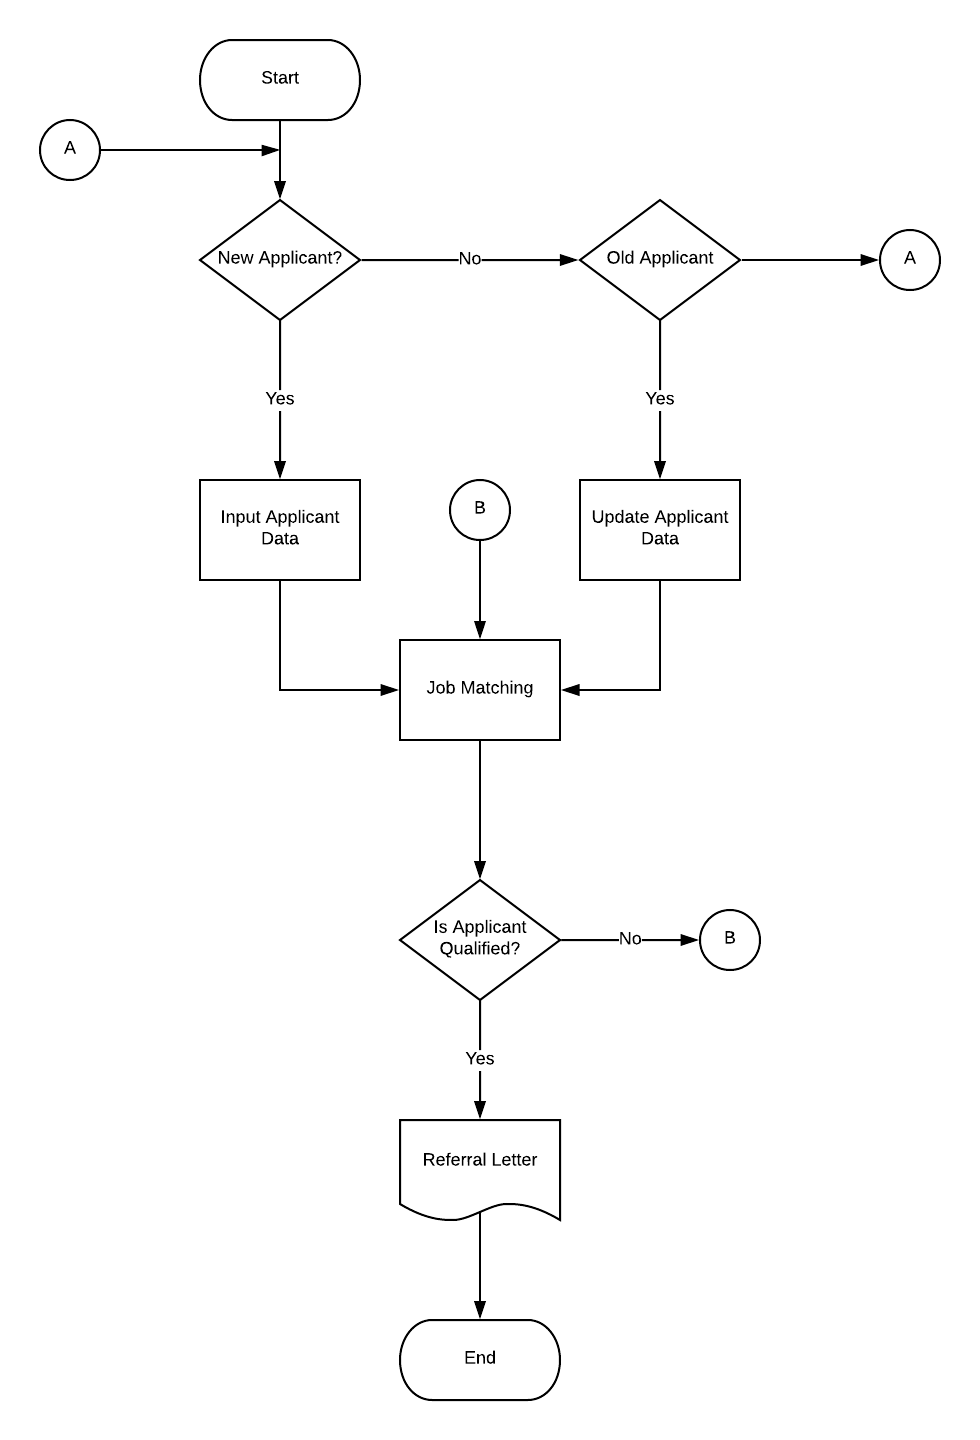 Start
A
New Applicant?
No
Old Applicant
A
Yes
Yes
Input Applicant
Data
B
Update Applicant
Data
Job Matching
Is Applicant
Qualified?
No
B
Yes
Referral Letter
End